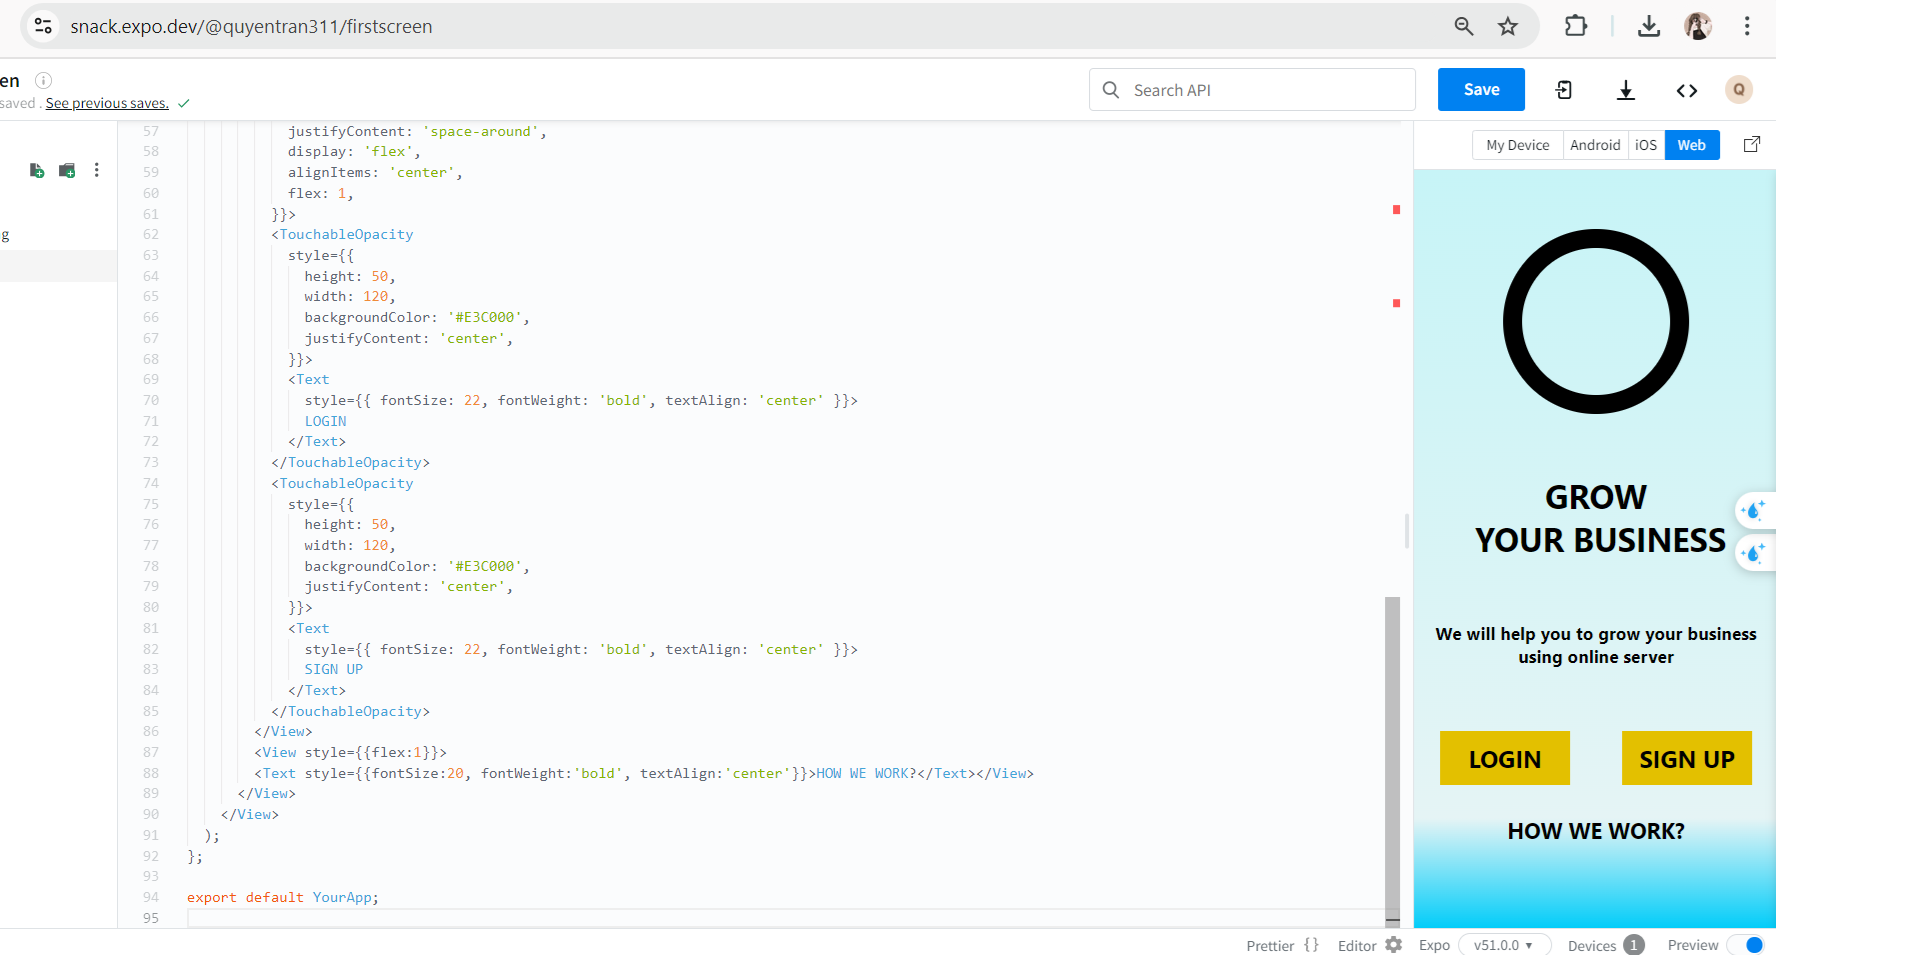 snack.expo.dev/@quyentran311/firstscreen
en
saved . See previous saves.
Search API
Save
Q
g
57 justifyContent: 'space-around',
58 display: 'flex',
59 alignItems: 'center',
60 flex: 1,
61 }}>
62 <TouchableOpacity
63 style={{
64 height: 50,
65 width: 120,
66 backgroundColor: '#E3C000',
67 justifyContent: 'center',
68 }}>
69 <Text
70 style={{ fontSize: 22, fontWeight: 'bold', textAlign: 'center' }}>
71 LOGIN
72 </Text>
73 </TouchableOpacity>
74 <TouchableOpacity
75 style={{
76 height: 50,
77 width: 120,
78 backgroundColor: '#E3C000',
79 justifyContent: 'center',
80 }}>
81 <Text
82 style={{ fontSize: 22, fontWeight: 'bold', textAlign: 'center' }}>
83 SIGN UP
84 </Text>
85 </TouchableOpacity>
86 </View>
87 <View style={{flex:1}}>
88 <Text style={{fontSize:20, fontWeight:'bold', textAlign:'center'}}>HOW WE WORK?</Text></View>
89 </View>
90 </View>
91 );
92 };
93
94 export default YourApp;
95
My Device Android iOS Web
GROW
YOUR BUSINESS
We will help you to grow your business
using online server
LOGIN SIGN UP
HOW WE WORK?
Prettier {} Editor Expo v51.0.0 Devices 1 Preview